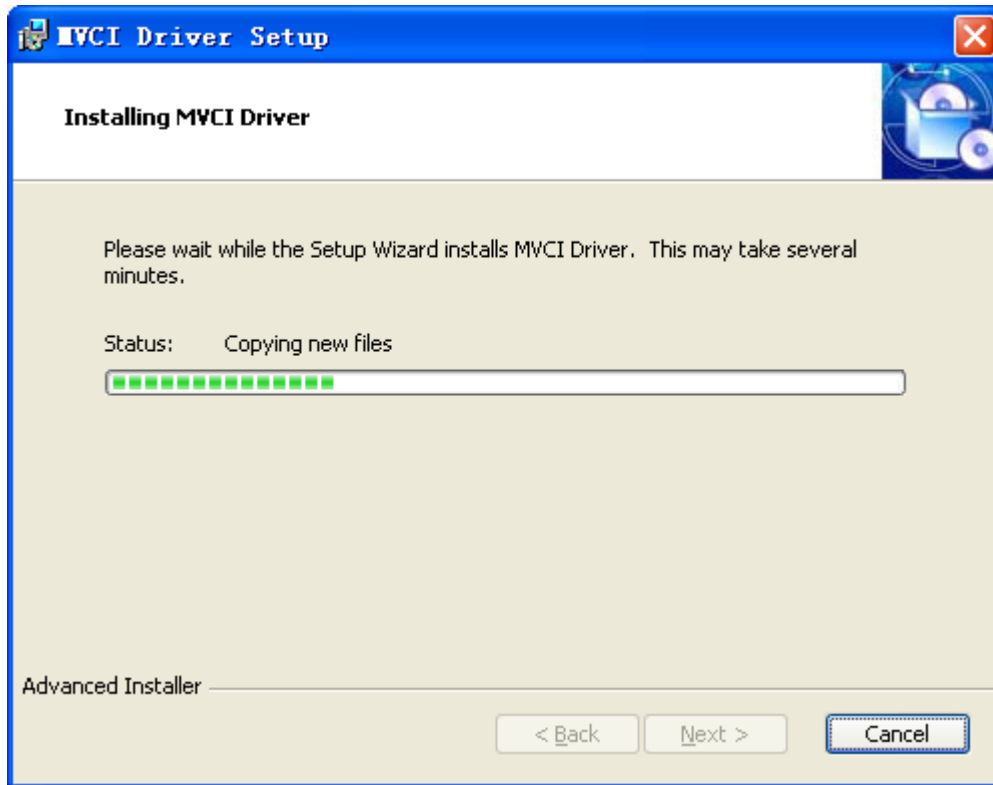 MVCI Driver Setup
Installing MVCI Driver
Please wait while the Setup Wizard installs MVCI Driver.  This may take several
minutes.
Status: Copying new files
Advanced Installer
< Back Next > Cancel